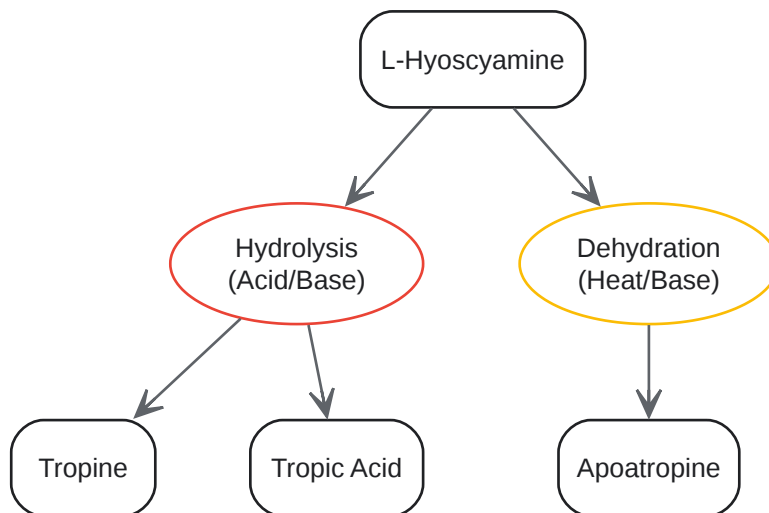 L-Hyoscyamine
Hydrolysis
(Acid/Base)
Dehydration
(Heat/Base)
Tropine
Tropic Acid
Apoatropine